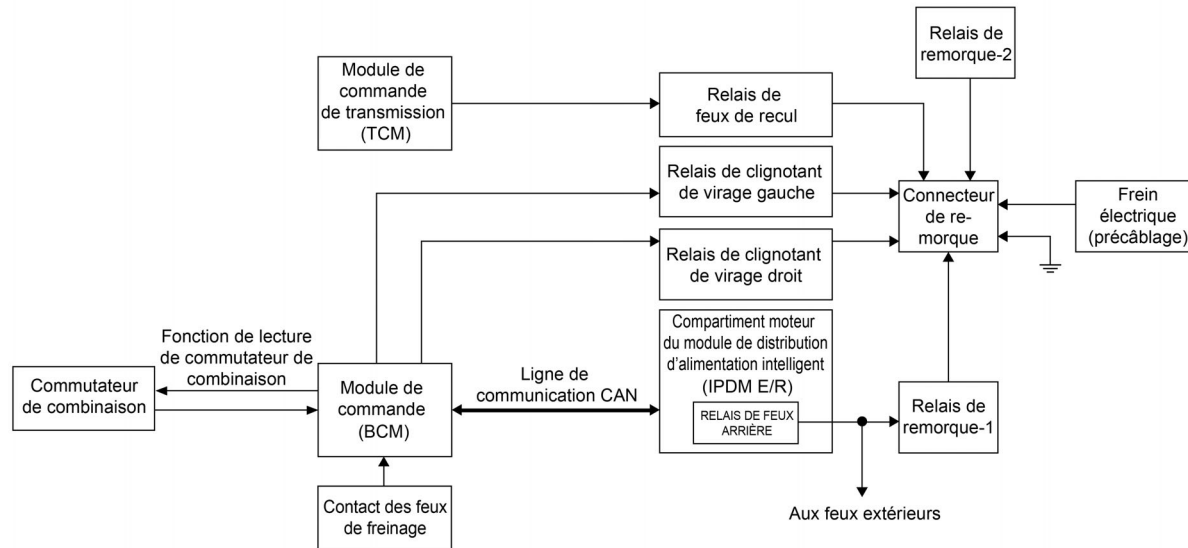 Relais de
remorque-2
Module de
commande
de transmission
(TCM)
Relais de
feux de recul
Relais de clignotant
de virage gauche
Connecteur
de re-
morque
Frein
électrique
(précâblage)
Relais de clignotant
de virage droit
Fonction de lecture
de commutateur de
combinaison
Commutateur
de combinaison
Module de
commande
(BCM)
Ligne de
communication CAN
Compartiment moteur
du module de distribution
d'alimentation intelligent
(IPDM E/R)
RELAIS DE FEUX
ARRIÈRE
Relais de
remorque-1
Contact des feux
de freinage
Aux feux extérieurs